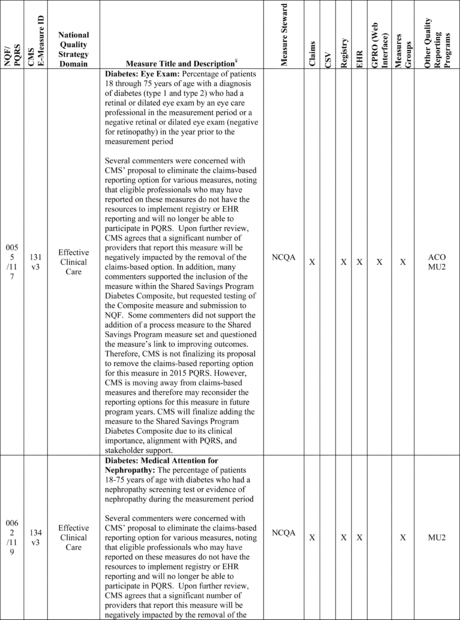 NQF/
PQRS
CMS
E-Measure ID
National
Quality
Strategy
Domain
Measure Title and Description§
Measure Steward
Claims
CSV
Registry
EHR
GPRO (Web
Interface)
Measures
Groups
Other Quality
Reporting
Programs
005
5
/11
7
131
v3
Effective
Clinical
Care
Diabetes: Eye Exam: Percentage of patients
18 through 75 years of age with a diagnosis
of diabetes (type 1 and type 2) who had a
retinal or dilated eye exam by an eye care
professional in the measurement period or a
negative retinal or dilated eye exam (negative
for retinopathy) in the year prior to the
measurement period
Several commenters were concerned with
CMS’ proposal to eliminate the claims-based
reporting option for various measures, noting
that eligible professionals who may have
reported on these measures do not have the
resources to implement registry or EHR
reporting and will no longer be able to
participate in PQRS. Upon further review,
CMS agrees that a significant number of
providers that report this measure will be
negatively impacted by the removal of the
claims-based option. In addition, many
commenters supported the inclusion of the
measure within the Shared Savings Program
Diabetes Composite, but requested testing of
the Composite measure and submission to
NQF. Some commenters did not support the
addition of a process measure to the Shared
Savings Program measure set and questioned
the measure’s link to improving outcomes.
Therefore, CMS is not finalizing its proposal
to remove the claims-based reporting option
for this measure in 2015 PQRS. However,
CMS is moving away from claims-based
measures and therefore may reconsider the
reporting options for this measure in future
program years. CMS will finalize adding the
measure to the Shared Savings Program
Diabetes Composite due to its clinical
importance, alignment with PQRS, and
stakeholder support.
NCQA
X
X
X
X
X
ACO
MU2
006
2
/11
9
134
v3
Effective
Clinical
Care
Diabetes: Medical Attention for
Nephropathy: The percentage of patients
18-75 years of age with diabetes who had a
nephropathy screening test or evidence of
nephropathy during the measurement period
Several commenters were concerned with
CMS’ proposal to eliminate the claims-based
reporting option for various measures, noting
that eligible professionals who may have
reported on these measures do not have the
resources to implement registry or EHR
reporting and will no longer be able to
participate in PQRS. Upon further review,
CMS agrees that a significant number of
providers that report this measure will be
negatively impacted by the removal of the
NCQA
X
X
X
X
MU2